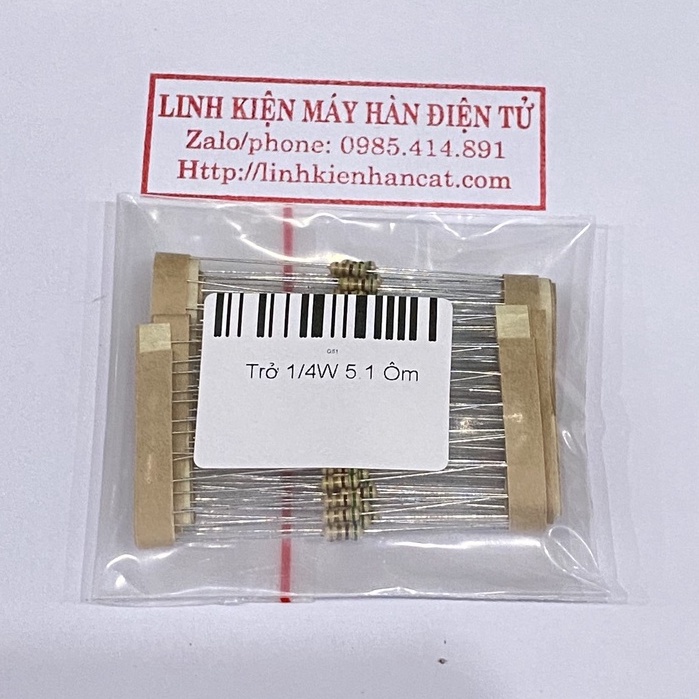 LINH KIỆN MÁY HÀN ĐIỆN TỬ
Zalo/phone: 0985.414.891
Http://linhkienhancat.com
Trở 1/4W 5.1 Ôm